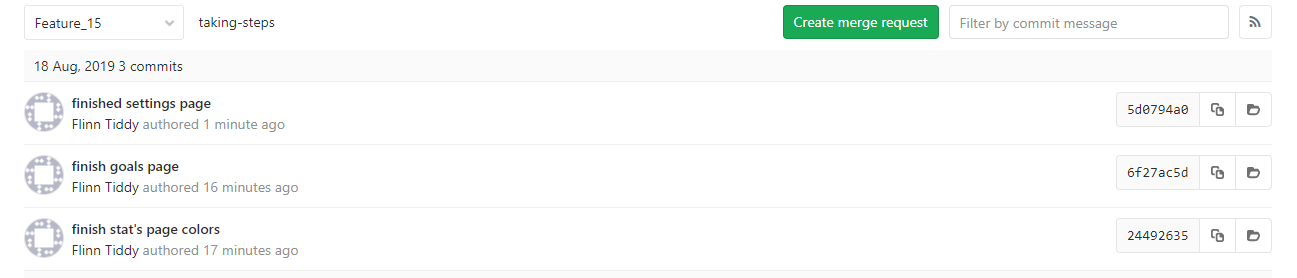 Feature_15 taking-steps Create merge request Filter by commit message
18 Aug, 2019 3 commits
finished settings page
Flinn Tiddy authored 1 minute ago 5d0794a0
finish goals page
Flinn Tiddy authored 16 minutes ago 6f27ac5d
finish stat's page colors
Flinn Tiddy authored 17 minutes ago 24492635